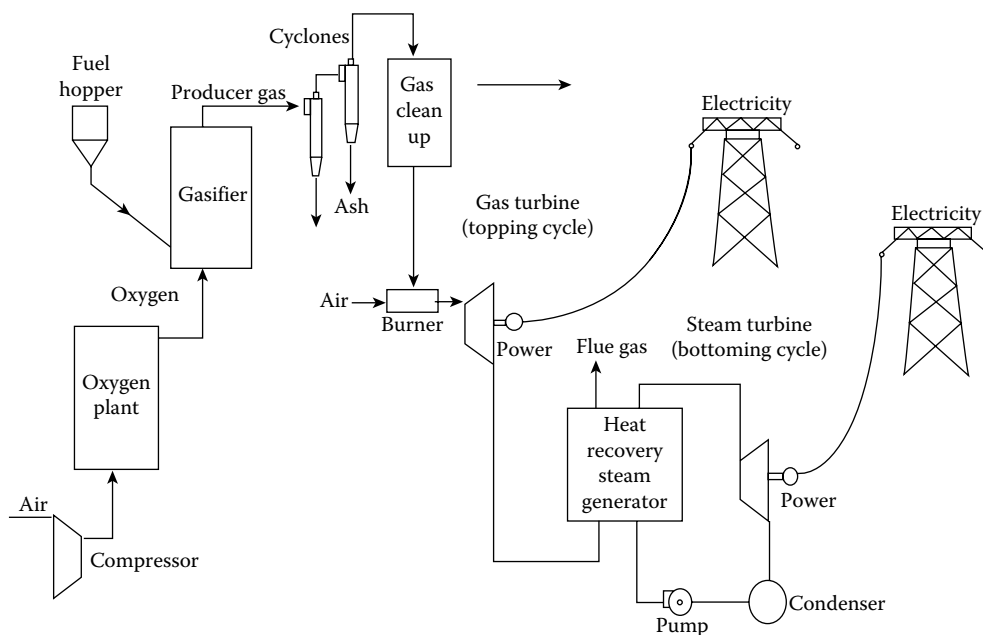 Fuel
hopper
Cyclones
Producer gas
Gas
clean
up
Electricity
Gasifier
Ash
Gas turbine
(topping cycle)
Electricity
Oxygen
Air
Burner
Power
Steam turbine
(bottoming cycle)
Flue gas
Oxygen
plant
Heat
recovery
steam
generator
Power
Air
Compressor
Pump
Condenser